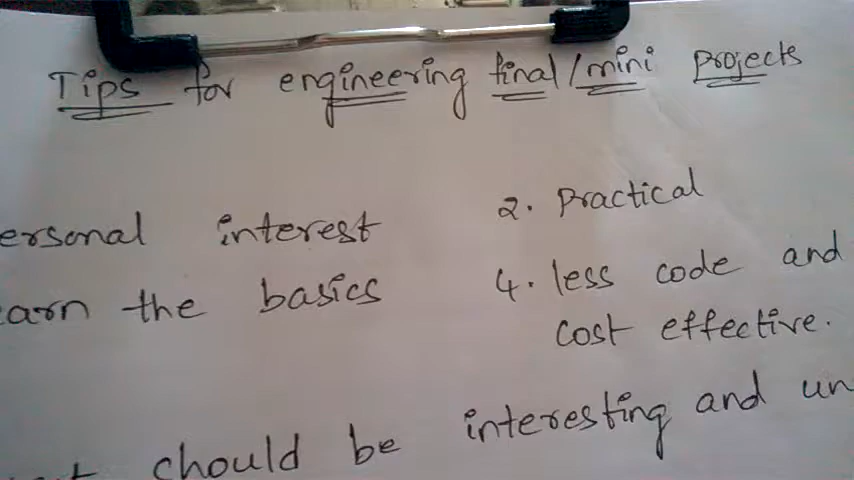 Tips for engineering final/mini Projects
ersonal interest
2. Practical
earn the basics
4. less code and
cost effective.
should be interesting and un